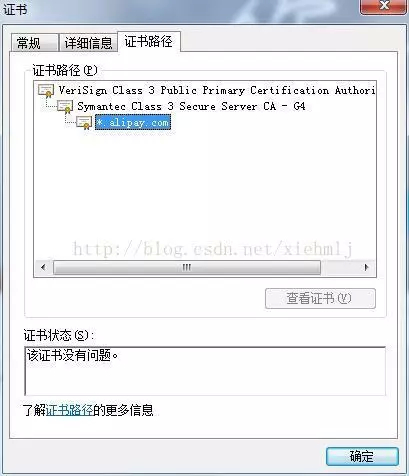 证书
常规 详细信息 证书路径
证书路径(P)
VeriSign Class 3 Public Primary Certification Authori
Symantec Class 3 Secure Server CA - G4
*.alipay.com
http://blog.csdn.net/xiehmlj
查看证书(V)
证书状态(S):
该证书没有问题。
了解证书路径的更多信息
确定